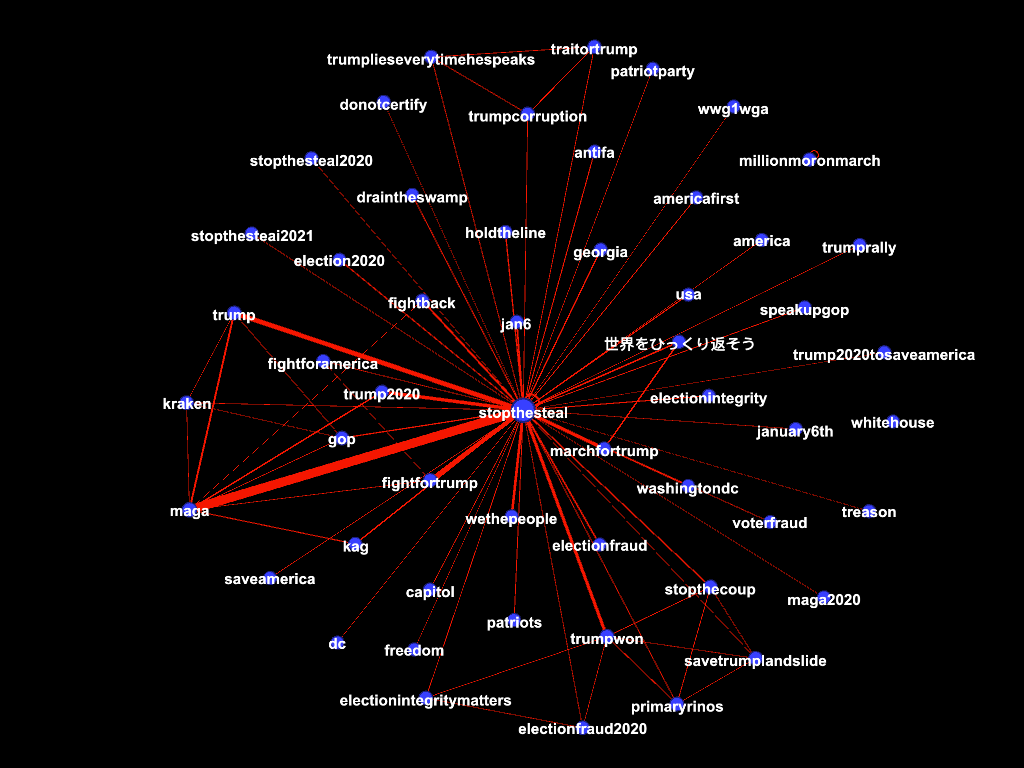 traitortrump
trumplieseverytimehespeaks
patriotparty
donotcertify
wwg1wga
trumpcorruption
antifa
stopthesteal2020
millionmoronmarch
draintheswamp
americafirst
holdtheline
stopthesteai2021
america
trumprally
georgia
election2020
usa
fightback
speakupgop
trump
jan6
世界をひっくり返そう
trump2020tosaveamerica
fightforamerica
trump2020
electionintegrity
kraken
stopthesteal
whitehouse
january6th
gop
marchfortrump
fightfortrump
washingtondc
maga
treason
wethepeople
voterfraud
kag
electionfraud
saveamerica
stopthecoup
capitol
maga2020
patriots
trumpwon
dc
freedom
savetrumplandslide
electionintegritymatters
primaryrinos
electionfraud2020